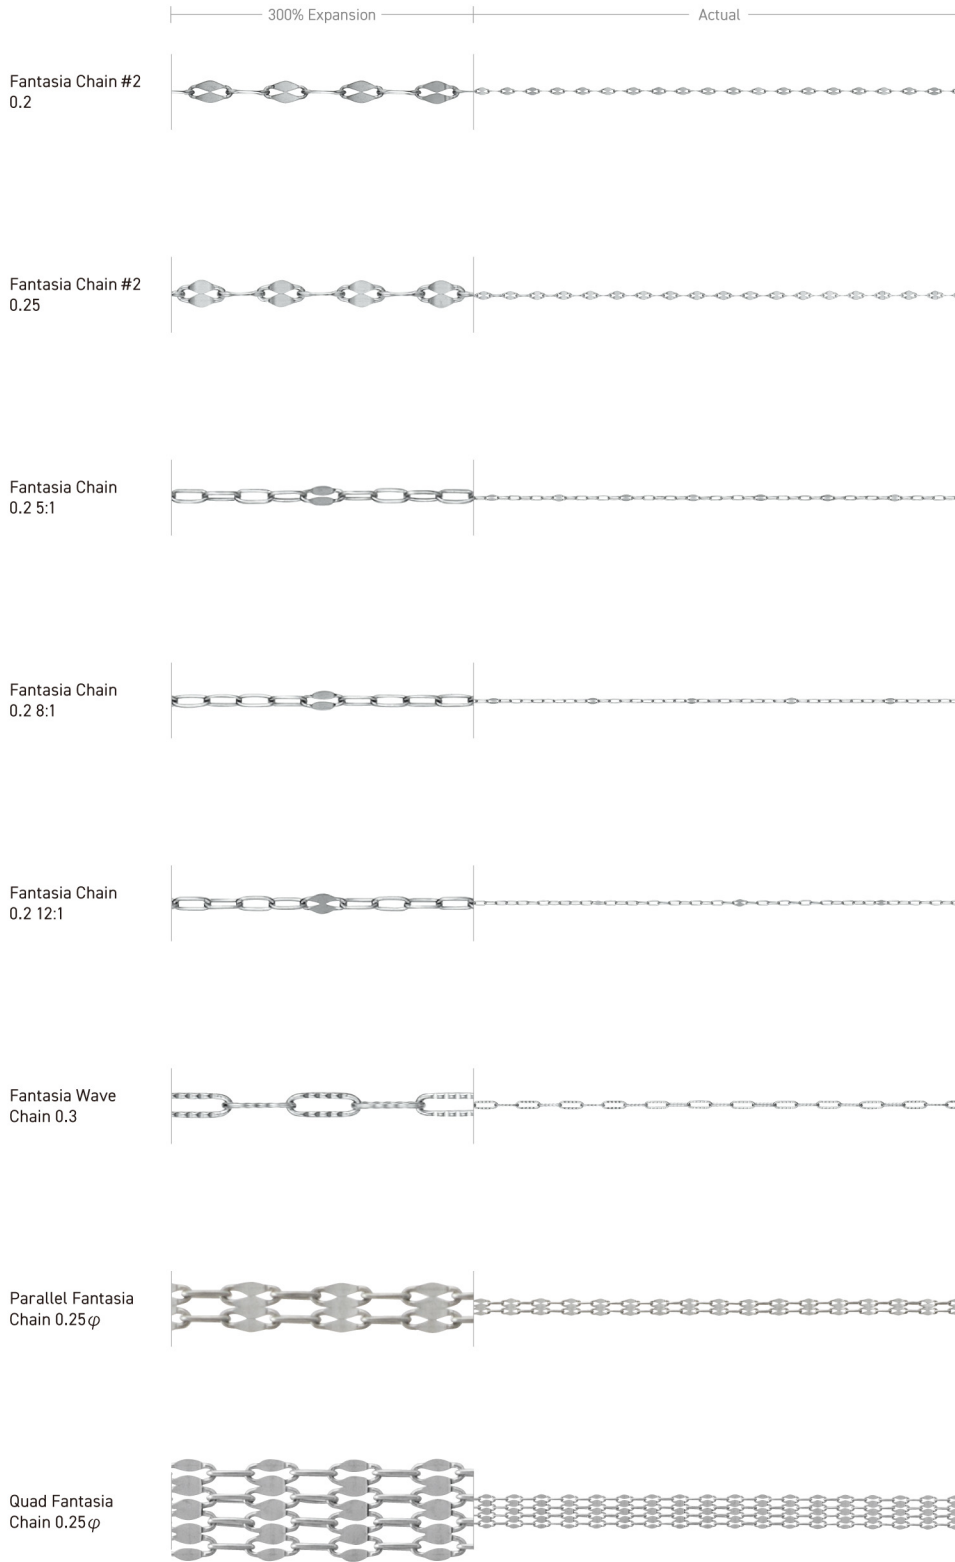 300% Expansion
Actual
Fantasia Chain #2
0.2
Fantasia Chain #2
0.25
Fantasia Chain
0.2 5:1
Fantasia Chain
0.2 8:1
Fantasia Chain
0.2 12:1
Fantasia Wave
Chain 0.3
Parallel Fantasia
Chain 0.25φ
Quad Fantasia
Chain 0.25φ